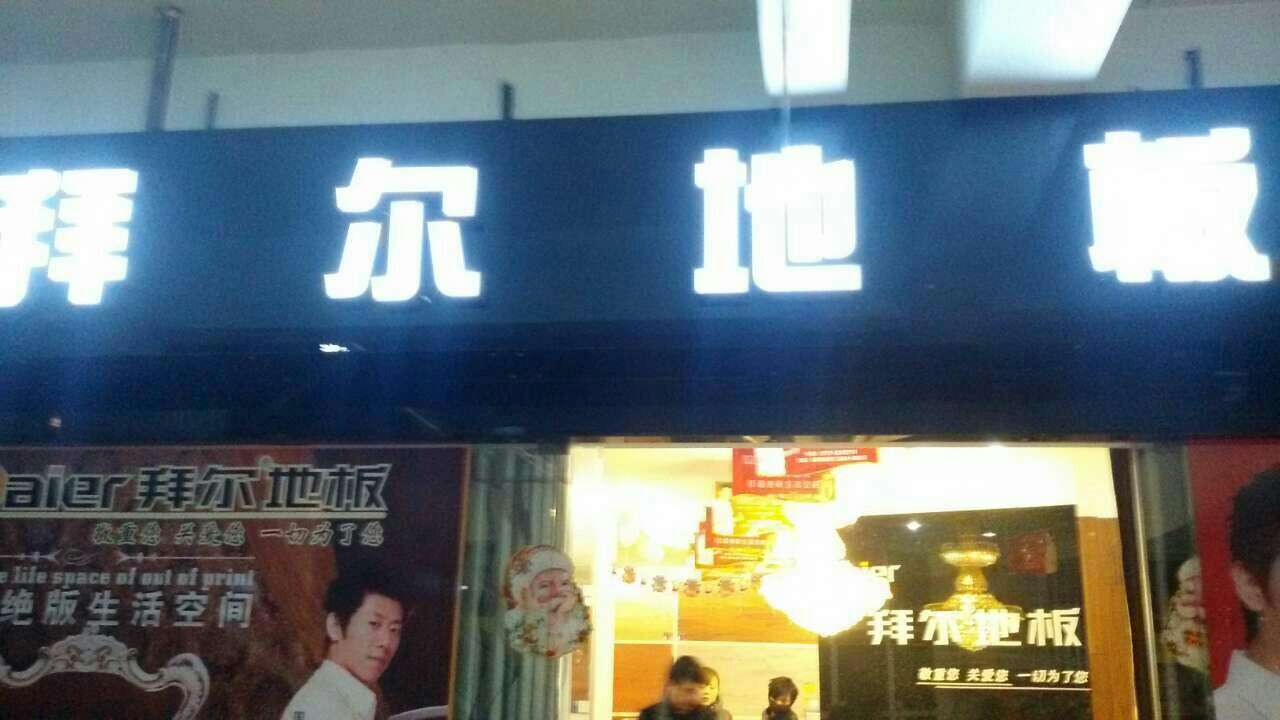 拜尔地板
aier 拜尔地板
敬重您 关爱您 一切为了您
life space of out of print
绝版生活空间
拜尔地板
敬重您 关爱您 一切为了您